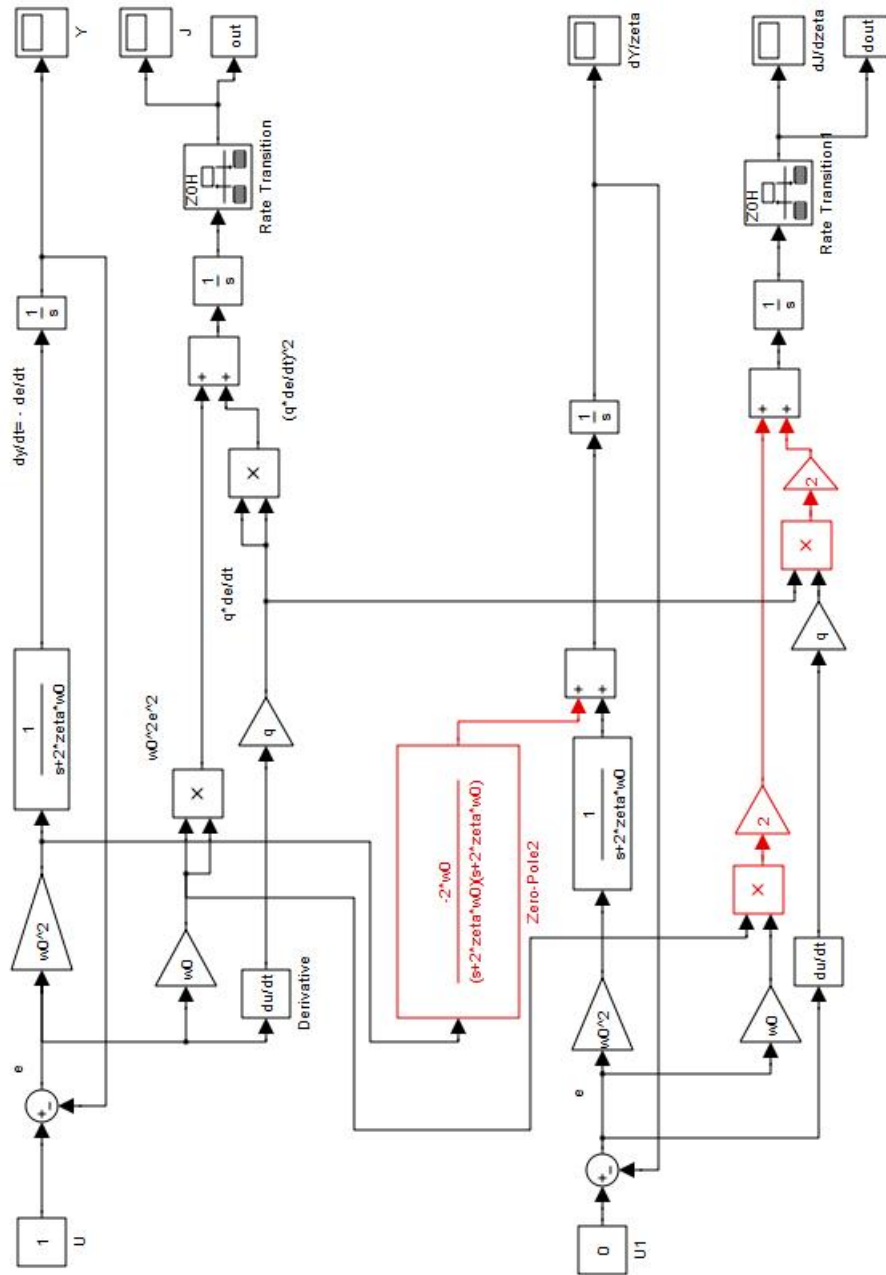 1
U
e
w0^2
1
s+2*zeta*w0
dy/dt= - de/dt
1
s
Y
w0
×
w0^2e^2
+
+
1
s
ZOH
Rate Transition
J
out
du/dt
Derivative
q
q*de/dt
×
(q*de/dt)^2
-2*w0
(s+2*zeta*w0)(s+2*zeta*w0)
Zero-Pole2
0
U1
e
w0^2
1
s+2*zeta*w0
+
+
1
s
dY/zeta
w0
×
2
+
+
1
s
ZOH
Rate Transition1
dJ/dzeta
dout
du/dt
q
×
2